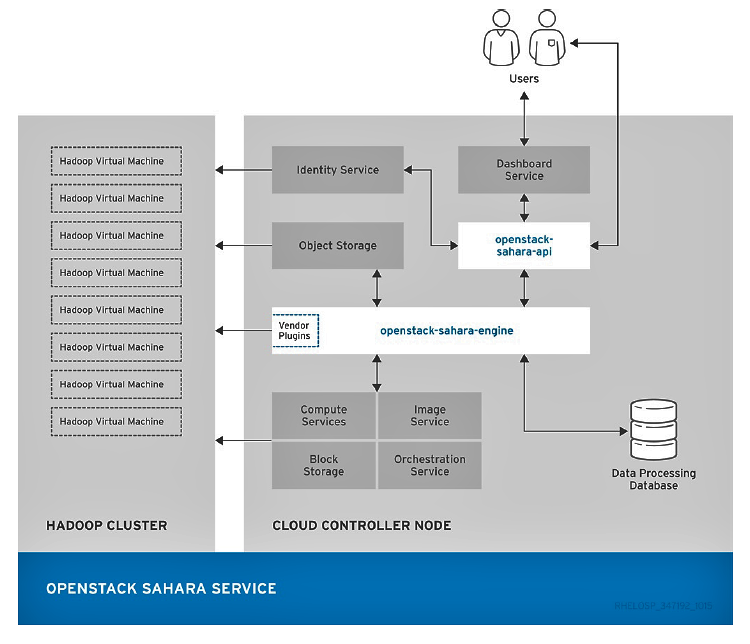 Users
Hadoop Virtual Machine
Hadoop Virtual Machine
Hadoop Virtual Machine
Hadoop Virtual Machine
Hadoop Virtual Machine
Hadoop Virtual Machine
Hadoop Virtual Machine
Hadoop Virtual Machine
HADOOP CLUSTER
Identity Service
Dashboard
Service
Object Storage
openstack-
sahara-api
Vendor
Plugins
openstack-sahara-engine
Compute
Services
Image
Service
Block
Storage
Orchestration
Service
Data Processing
Database
CLOUD CONTROLLER NODE
OPENSTACK SAHARA SERVICE